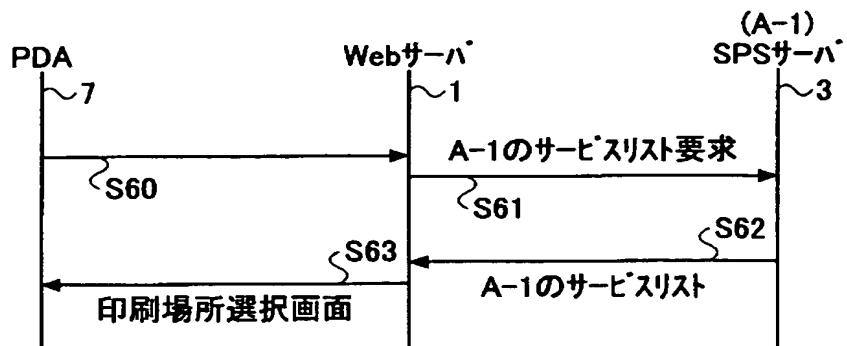 (A-1)
PDA
Webサーバ
SPSサーバ
7
1
3
A-1のサービスリスト要求
S60
S61
S62
S63
A-1のサービスリスト
印刷場所選択画面